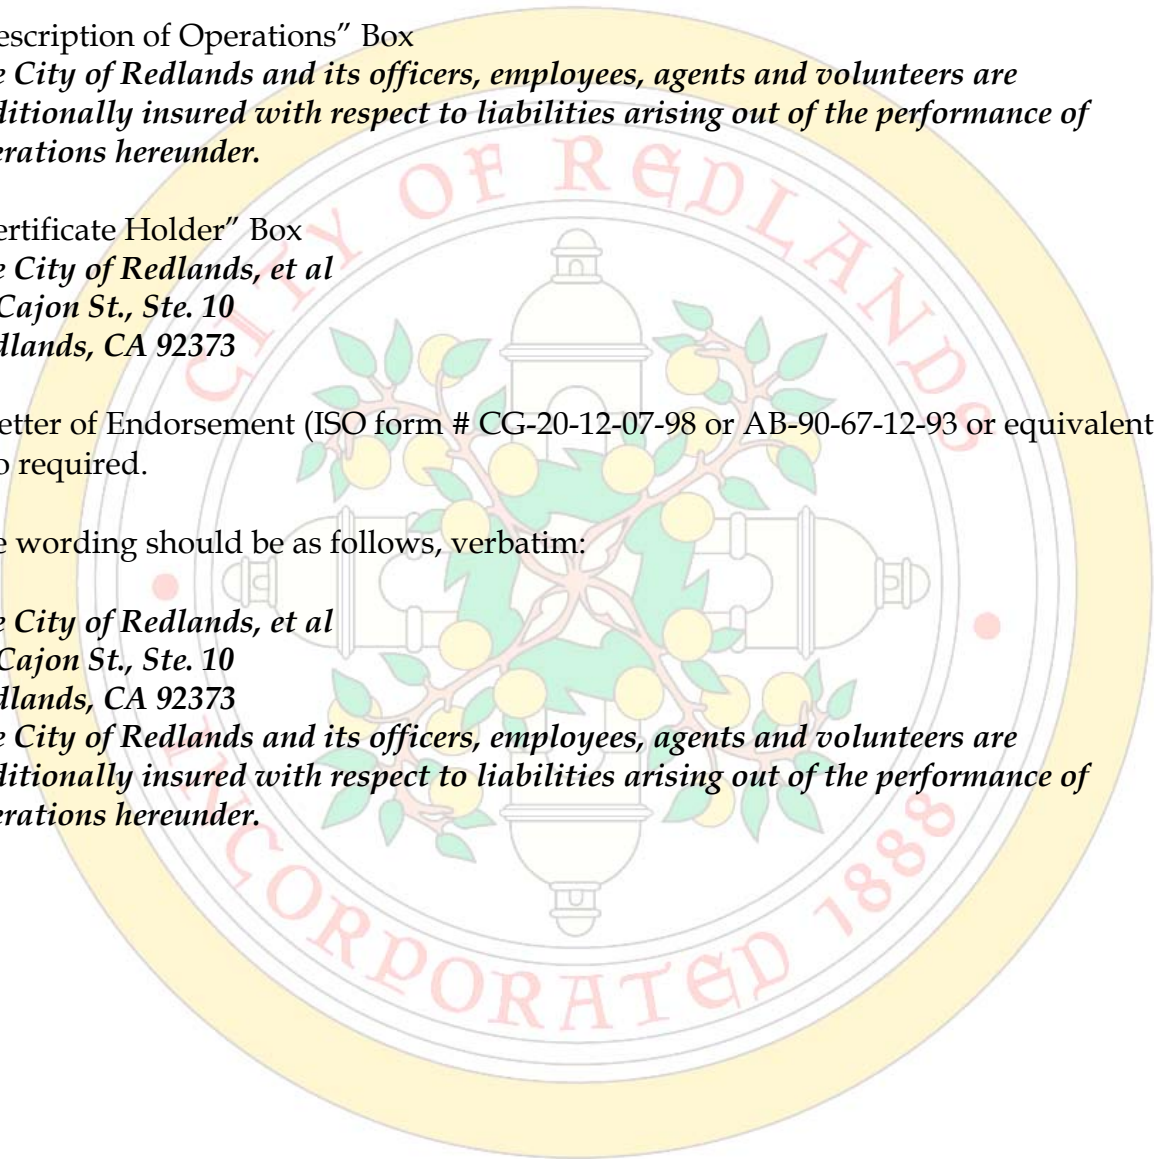 escription of Operations” Box
e City of Redlands and its officers, employees, agents and volunteers are
ditionally insured with respect to liabilities arising out of the performance of
erations hereunder.
ertificate Holder” Box
e City of Redlands, et al
Cajon St., Ste. 10
dlands, CA 92373
etter of Endorsement (ISO form # CG-20-12-07-98 or AB-90-67-12-93 or equivalent
o required.
e wording should be as follows, verbatim:
e City of Redlands, et al
Cajon St., Ste. 10
dlands, CA 92373
e City of Redlands and its officers, employees, agents and volunteers are
ditionally insured with respect to liabilities arising out of the performance of
erations hereunder.
CITY OF REDLANDS
INCORPORATED 1888